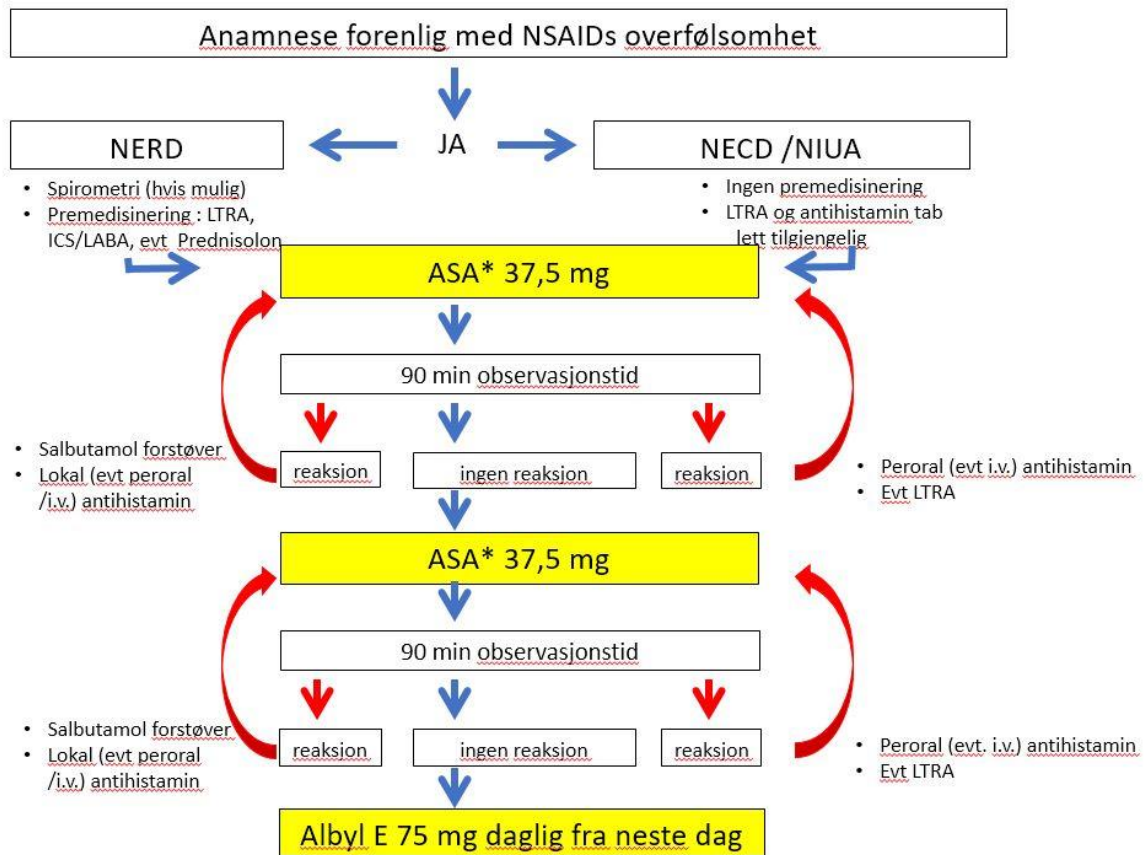 Anamnese forenlig med NSAIDs overfølsomhet
JA
NERD
• Spirometri (hvis mulig)
• Premedisinering : LTRA,
ICS/LABA, evt Prednisolon
NECD /NIUA
• Ingen premedisinering
• LTRA og antihistamin tab
lett tilgjengelig
ASA* 37,5 mg
90 min observasjonstid
• Salbutamol forstøver
• Lokal (evt peroral
/i.v.) antihistamin
reaksjon
ingen reaksjon
reaksjon
• Peroral (evt i.v.) antihistamin
• Evt LTRA
ASA* 37,5 mg
90 min observasjonstid
• Salbutamol forstøver
• Lokal (evt peroral
/i.v.) antihistamin
reaksjon
ingen reaksjon
reaksjon
• Peroral (evt. i.v.) antihistamin
• Evt LTRA
Albyl E 75 mg daglig fra neste dag